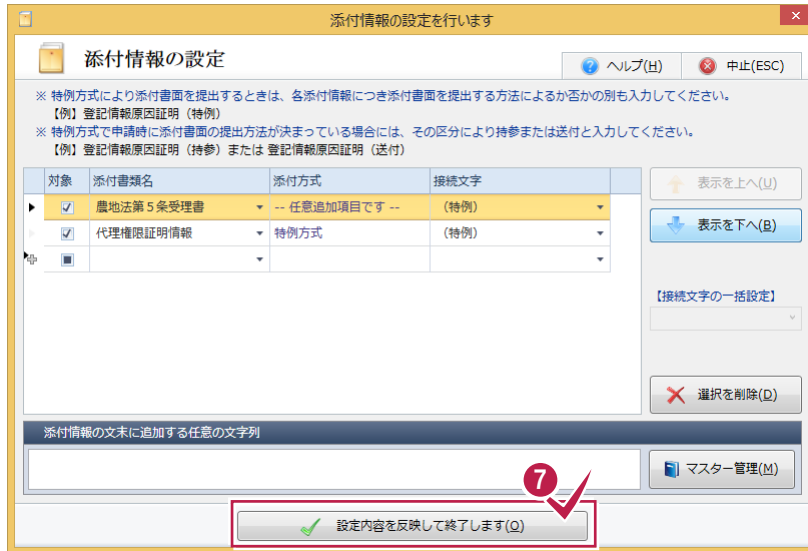 添付情報の設定を行います
添付情報の設定
ヘルプ(H)
中止(ESC)
※ 特例方式により添付書面を提出するときは、各添付情報につき添付書面を提出する方法によるか否かの別も入力してください。
【例】登記情報原因証明（特例）
※ 特例方式で申請時に添付書面の提出方法が決まっている場合には、その区分により持参または送付と入力してください。
【例】登記情報原因証明（持参）または 登記情報原因証明（送付）
対象 添付書類名 添付方式 接続文字
農地法第５条受理書 -- 任意追加項目です -- （特例）
代理権限証明情報 特例方式 （特例）
表示を上へ(U)
表示を下へ(B)
【接続文字の一括設定】
選択を削除(D)
添付情報の文末に追加する任意の文字列
マスター管理(M)
7
設定内容を反映して終了します(O)